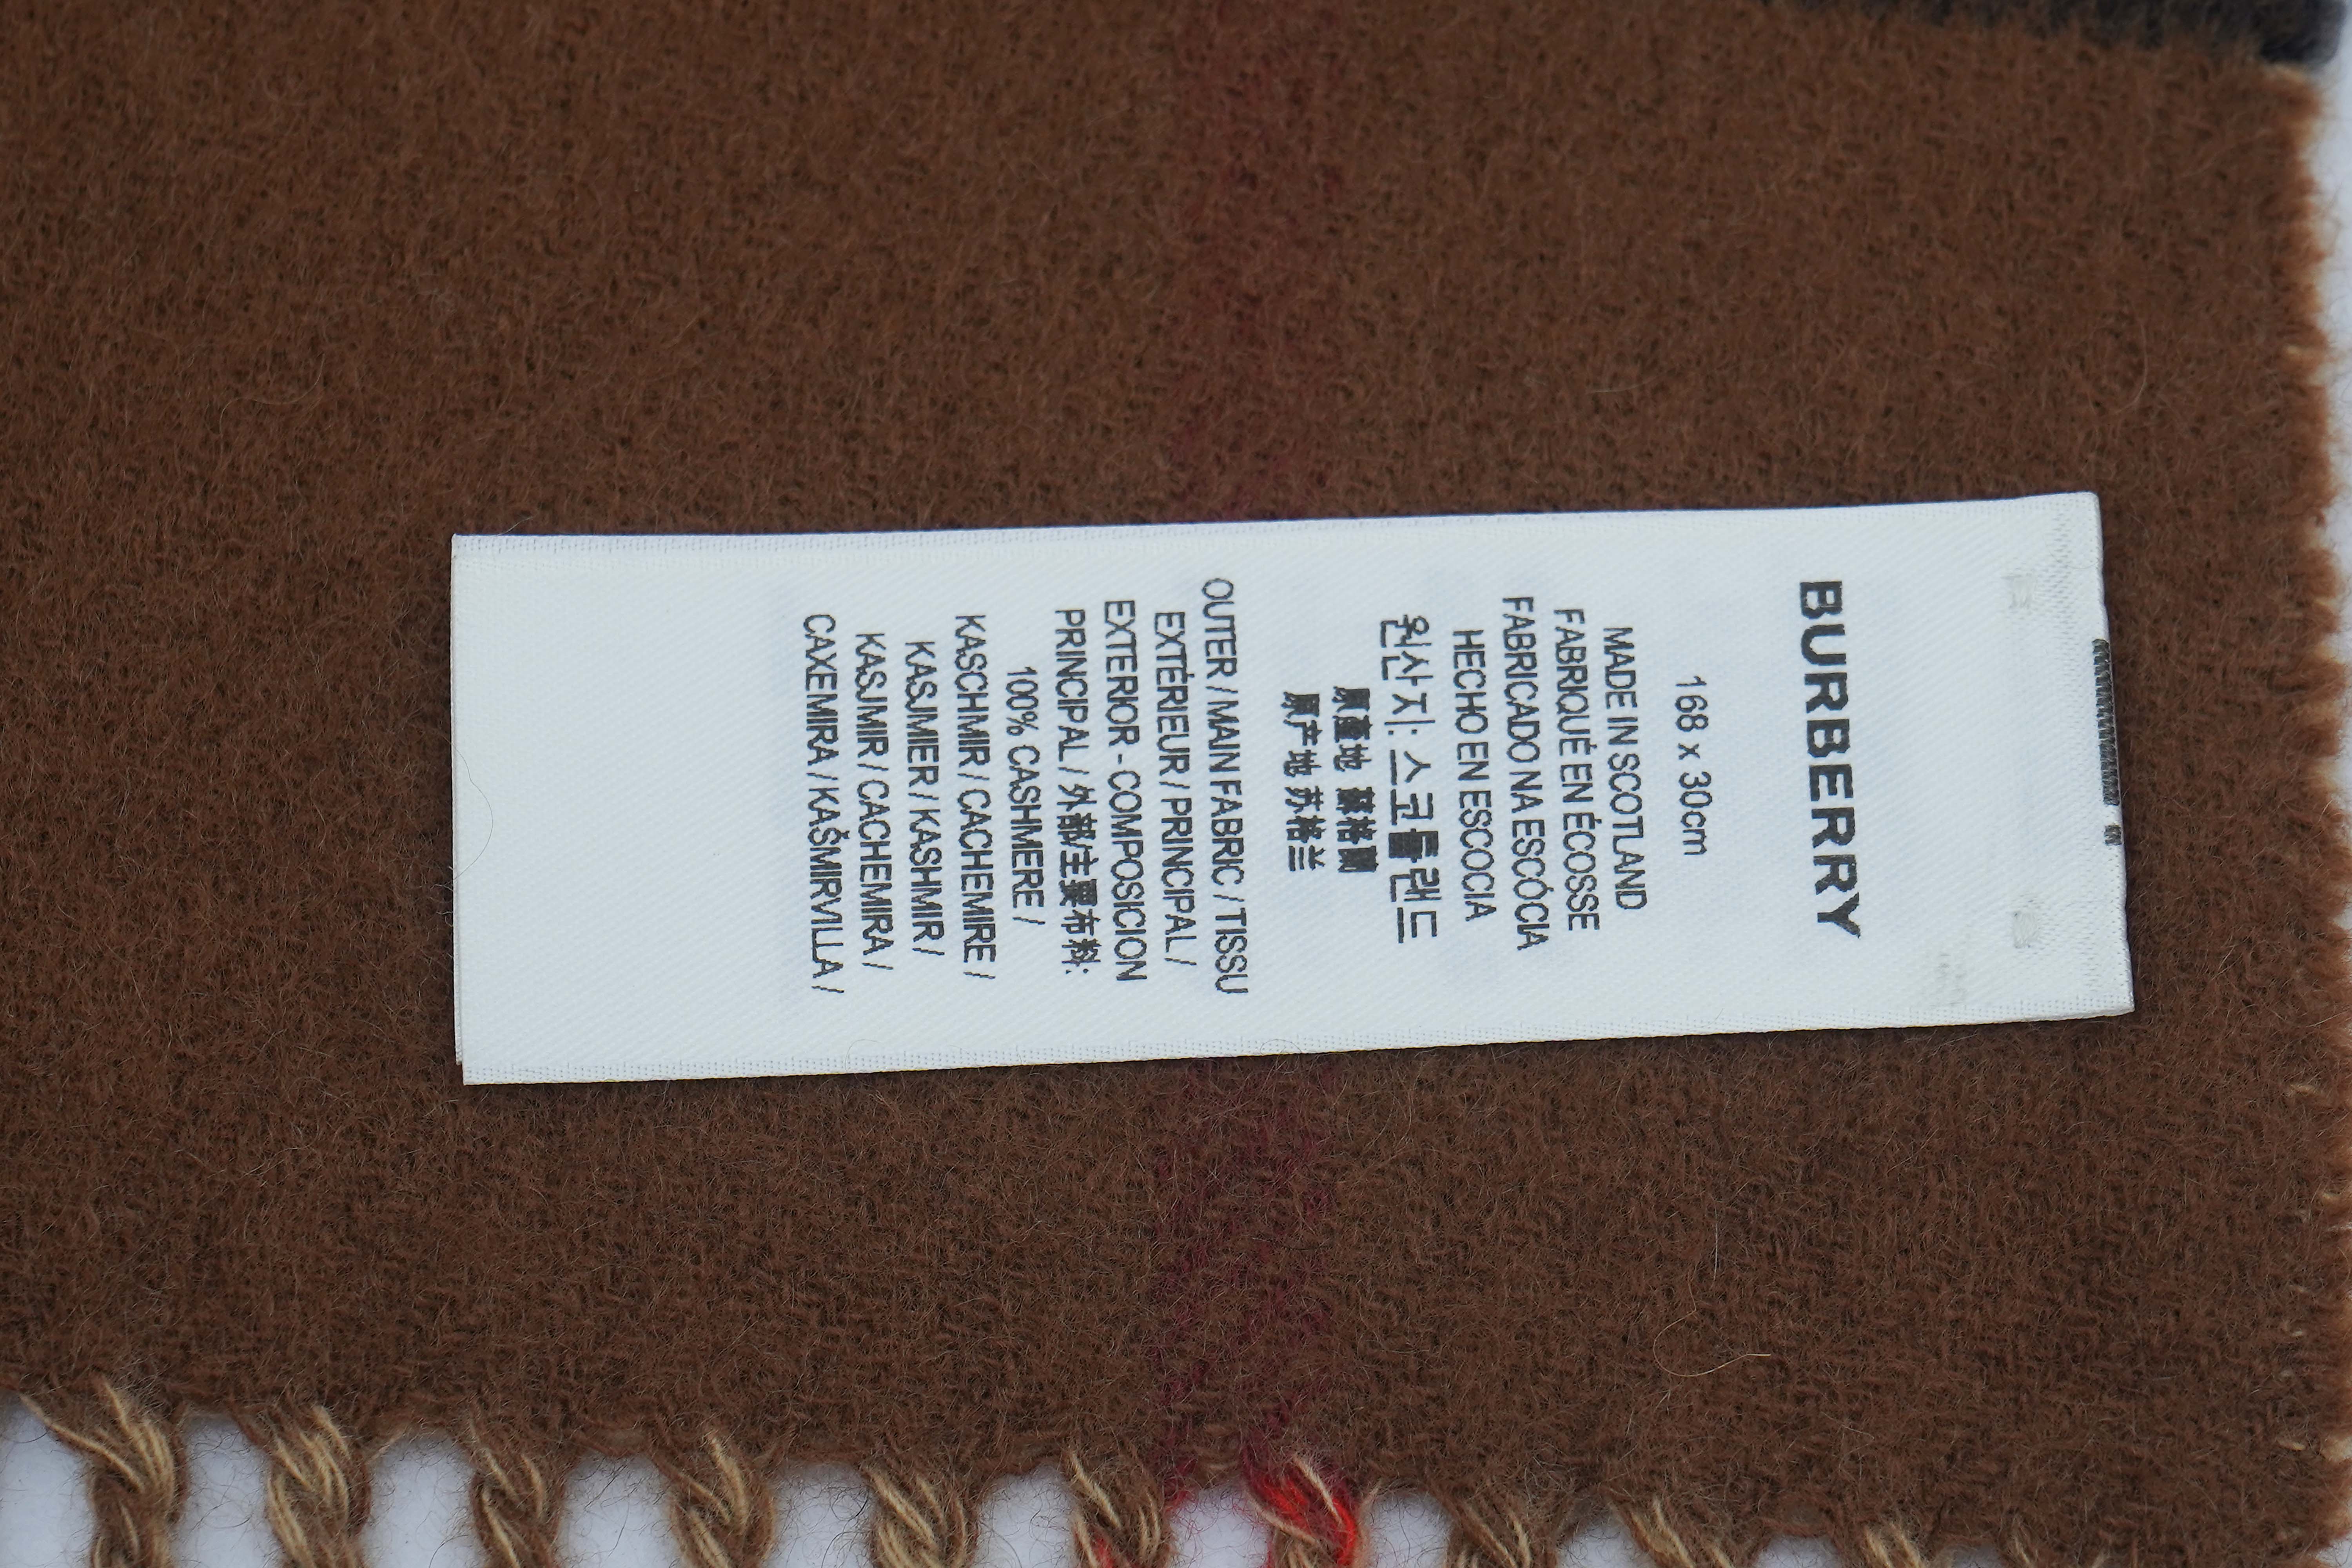 BURBERRY
168 x 30cm
MADE IN SCOTLAND
FABRIQUÉ EN ÉCOSSE
FABRICADO NA ESCÓCIA
HECHO EN ESCOCIA
원산지: 스코틀랜드
原產地 蘇格蘭
原产地 苏格兰
OUTER / MAIN FABRIC / TISSU
EXTÉRIEUR / PRINCIPAL /
EXTERIOR - COMPOSICION
PRINCIPAL / 外部/主要布料:
100% CASHMERE /
KASCHMIR / CACHEMIRE /
KASJMIER / KASHMIR /
KASJMIR / CACHEMIRA /
CAXEMIRA / KAŠMIRVILLA /